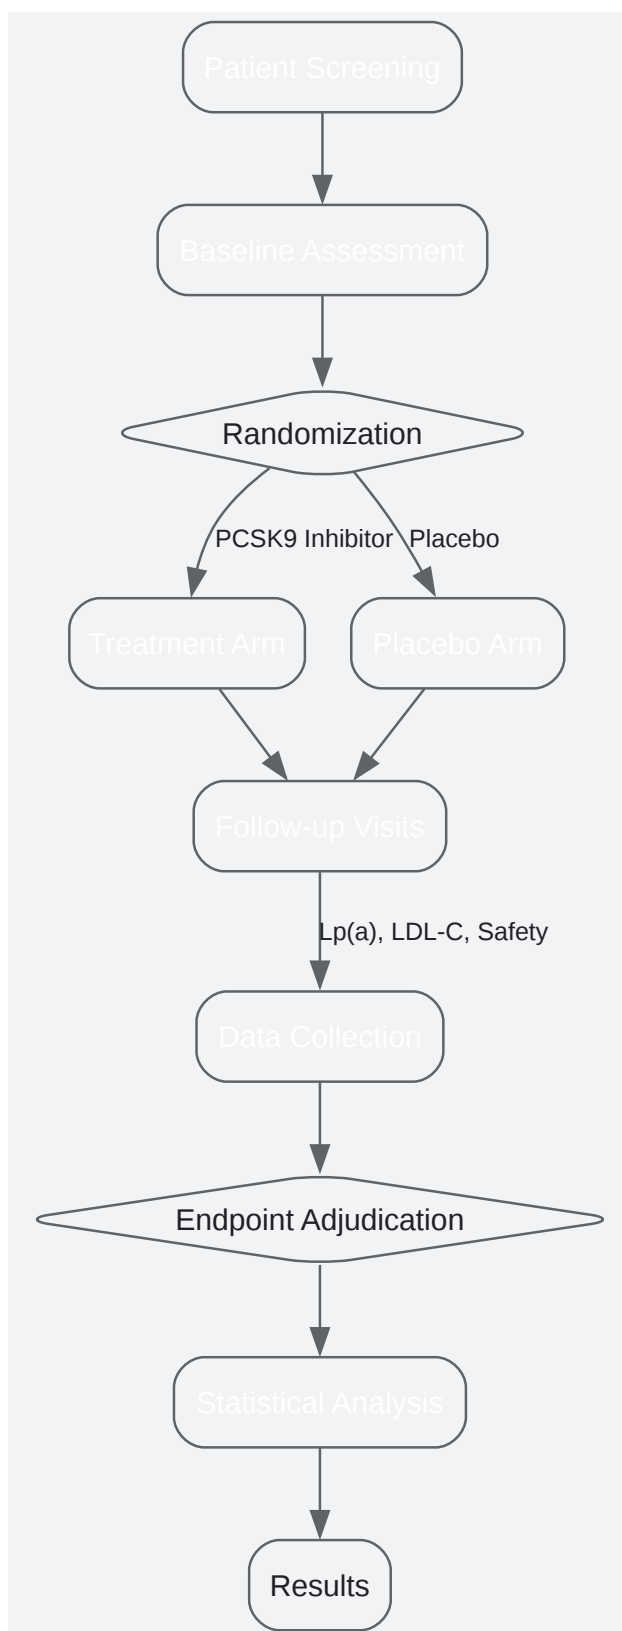 Patient Screening
Baseline Assessment
Randomization
PCSK9 Inhibitor
Placebo
Treatment Arm
Placebo Arm
Follow-up Visits
Lp(a), LDL-C, Safety
Data Collection
Endpoint Adjudication
Statistical Analysis
Results